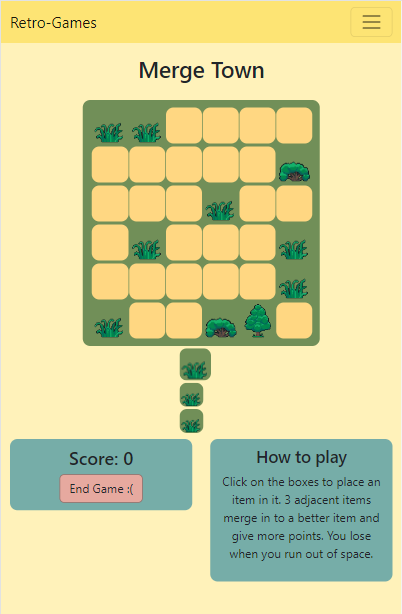 Retro-Games
Merge Town
Score: 0
End Game :(
How to play
Click on the boxes to place an
item in it. 3 adjacent items
merge in to a better item and
give more points. You lose
when you run out of space.